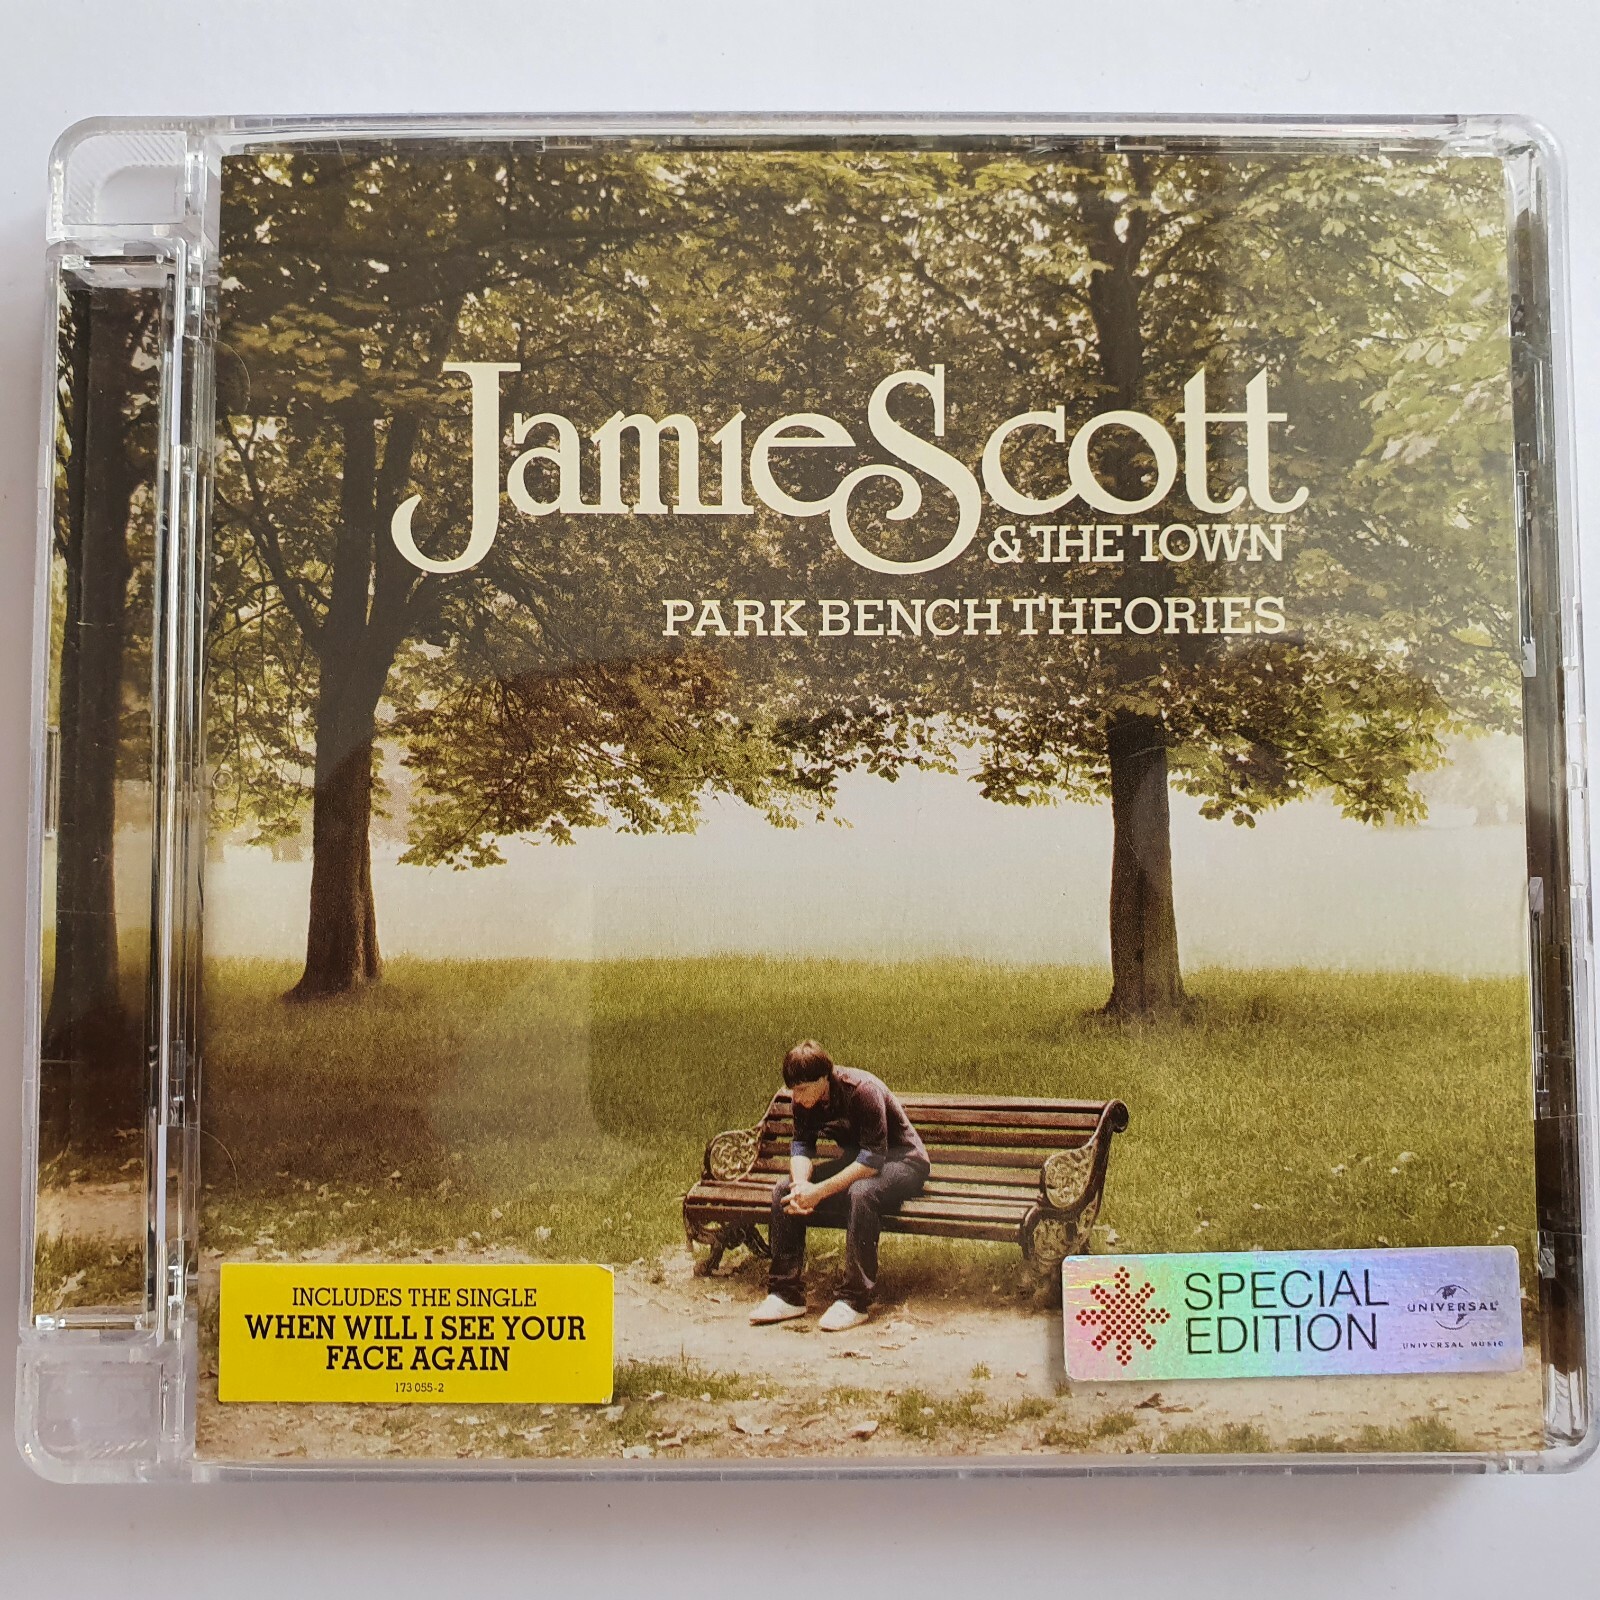 Jamie Scott
& THE TOWN
PARK BENCH THEORIES
INCLUDES THE SINGLE
WHEN WILL I SEE YOUR
FACE AGAIN
173 055-2
SPECIAL
EDITION
UNIVERSAL
UNIVERSAL MUSIC